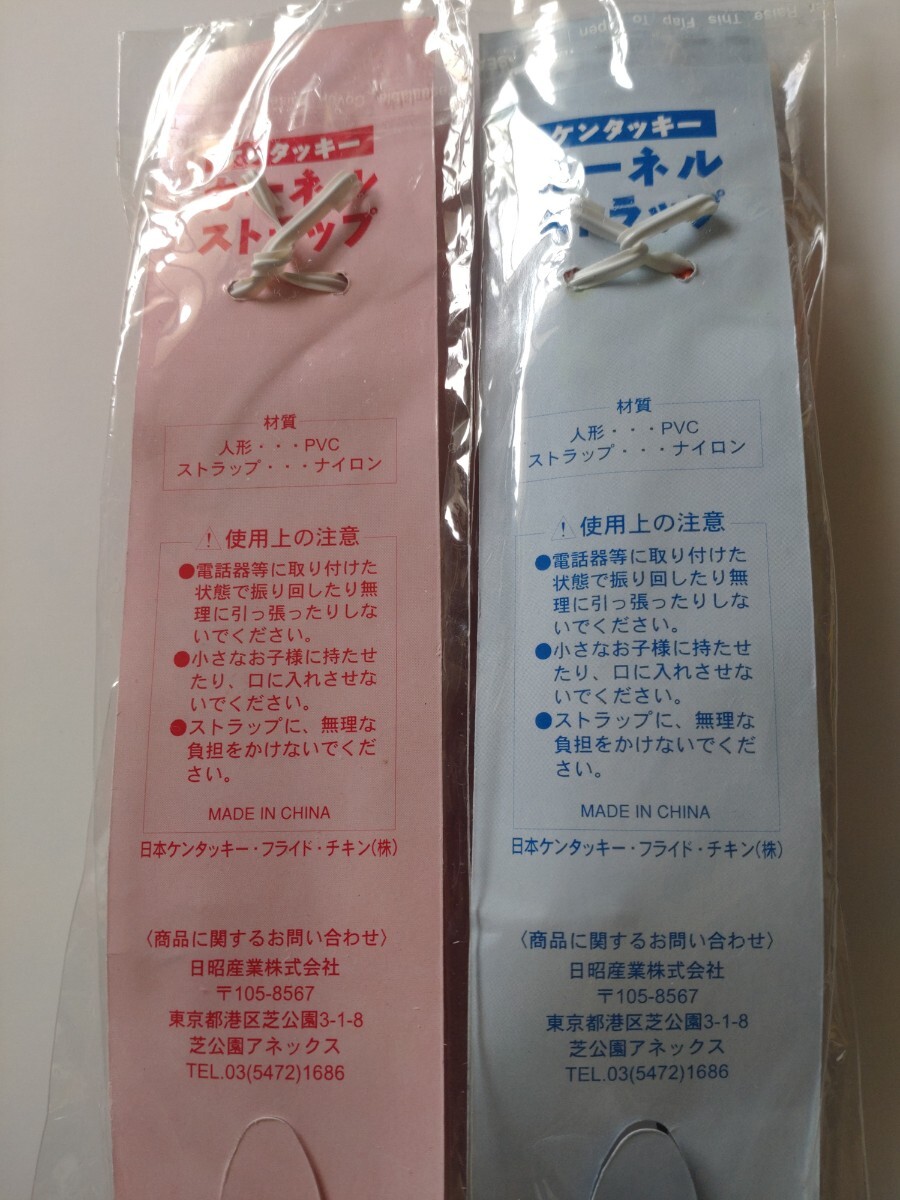 タッキー
ストラップ
材質
人形・・・PVC
ストラップ・・・ナイロン
使用上の注意
●電話器等に取り付けた
状態で振り回したり無
理に引っ張ったりしな
いでください。
●小さなお子様に持たせ
たり、口に入れさせな
いでください。
●ストラップに、無理な
負担をかけないでくだ
さい。
MADE IN CHINA
日本ケンタッキー・フライド・チキン(株)
〈商品に関するお問い合わせ〉
日昭産業株式会社
〒105-8567
東京都港区芝公園3-1-8
芝公園アネックス
TEL.03(5472)1686
Raise This Flap To Open
ケンタッキー
ーネル
トラップ
材質
人形・・・PVC
ストラップ・・・ナイロン
使用上の注意
●電話器等に取り付けた
状態で振り回したり無
理に引っ張ったりしな
いでください。
●小さなお子様に持たせ
たり、口に入れさせな
いでください。
●ストラップに、無理な
負担をかけないでくだ
さい。
MADE IN CHINA
日本ケンタッキー・フライド・チキン(株)
〈商品に関するお問い合わせ〉
日昭産業株式会社
〒105-8567
東京都港区芝公園3-1-8
芝公園アネックス
TEL.03(5472)1686